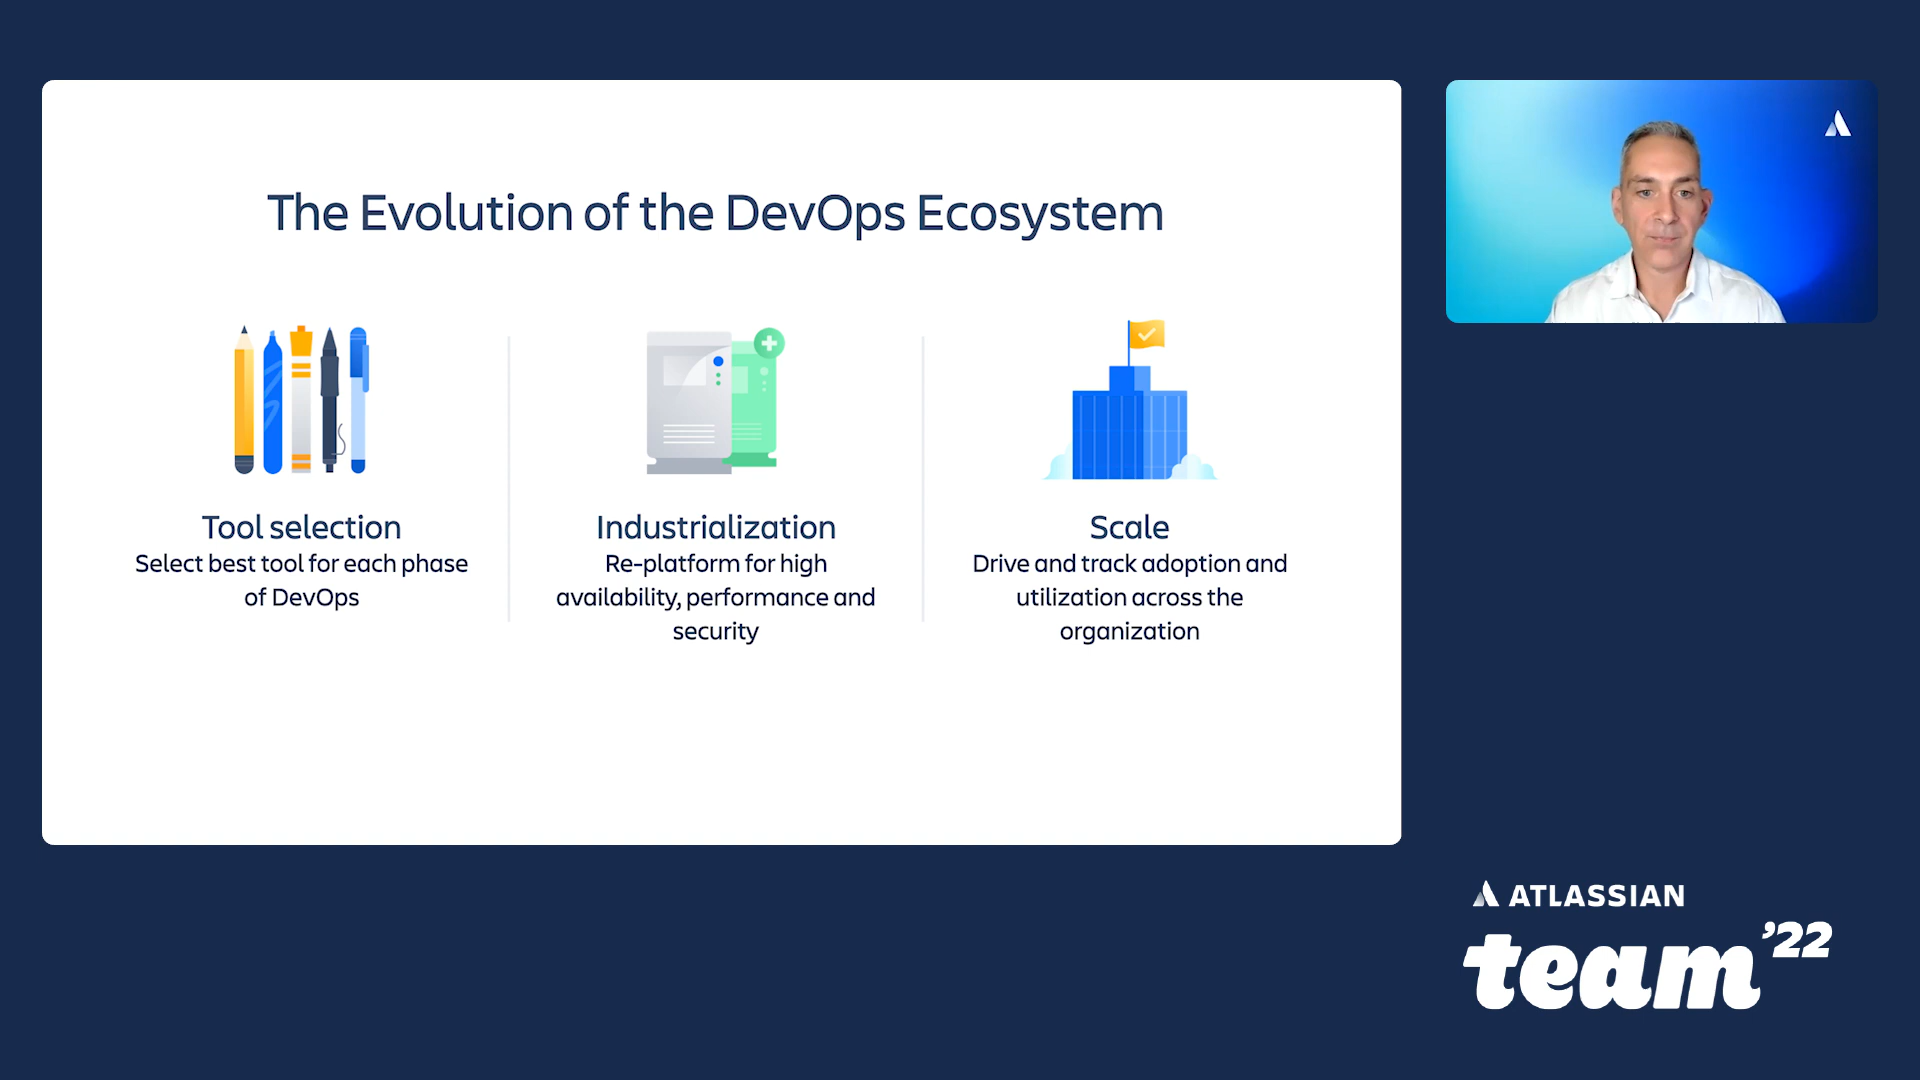 The Evolution of the DevOps Ecosystem
Tool selection
Select best tool for each phase
of DevOps
Industrialization
Re-platform for high
availability, performance and
security
Scale
Drive and track adoption and
utilization across the
organization
ATLASSIAN
team '22